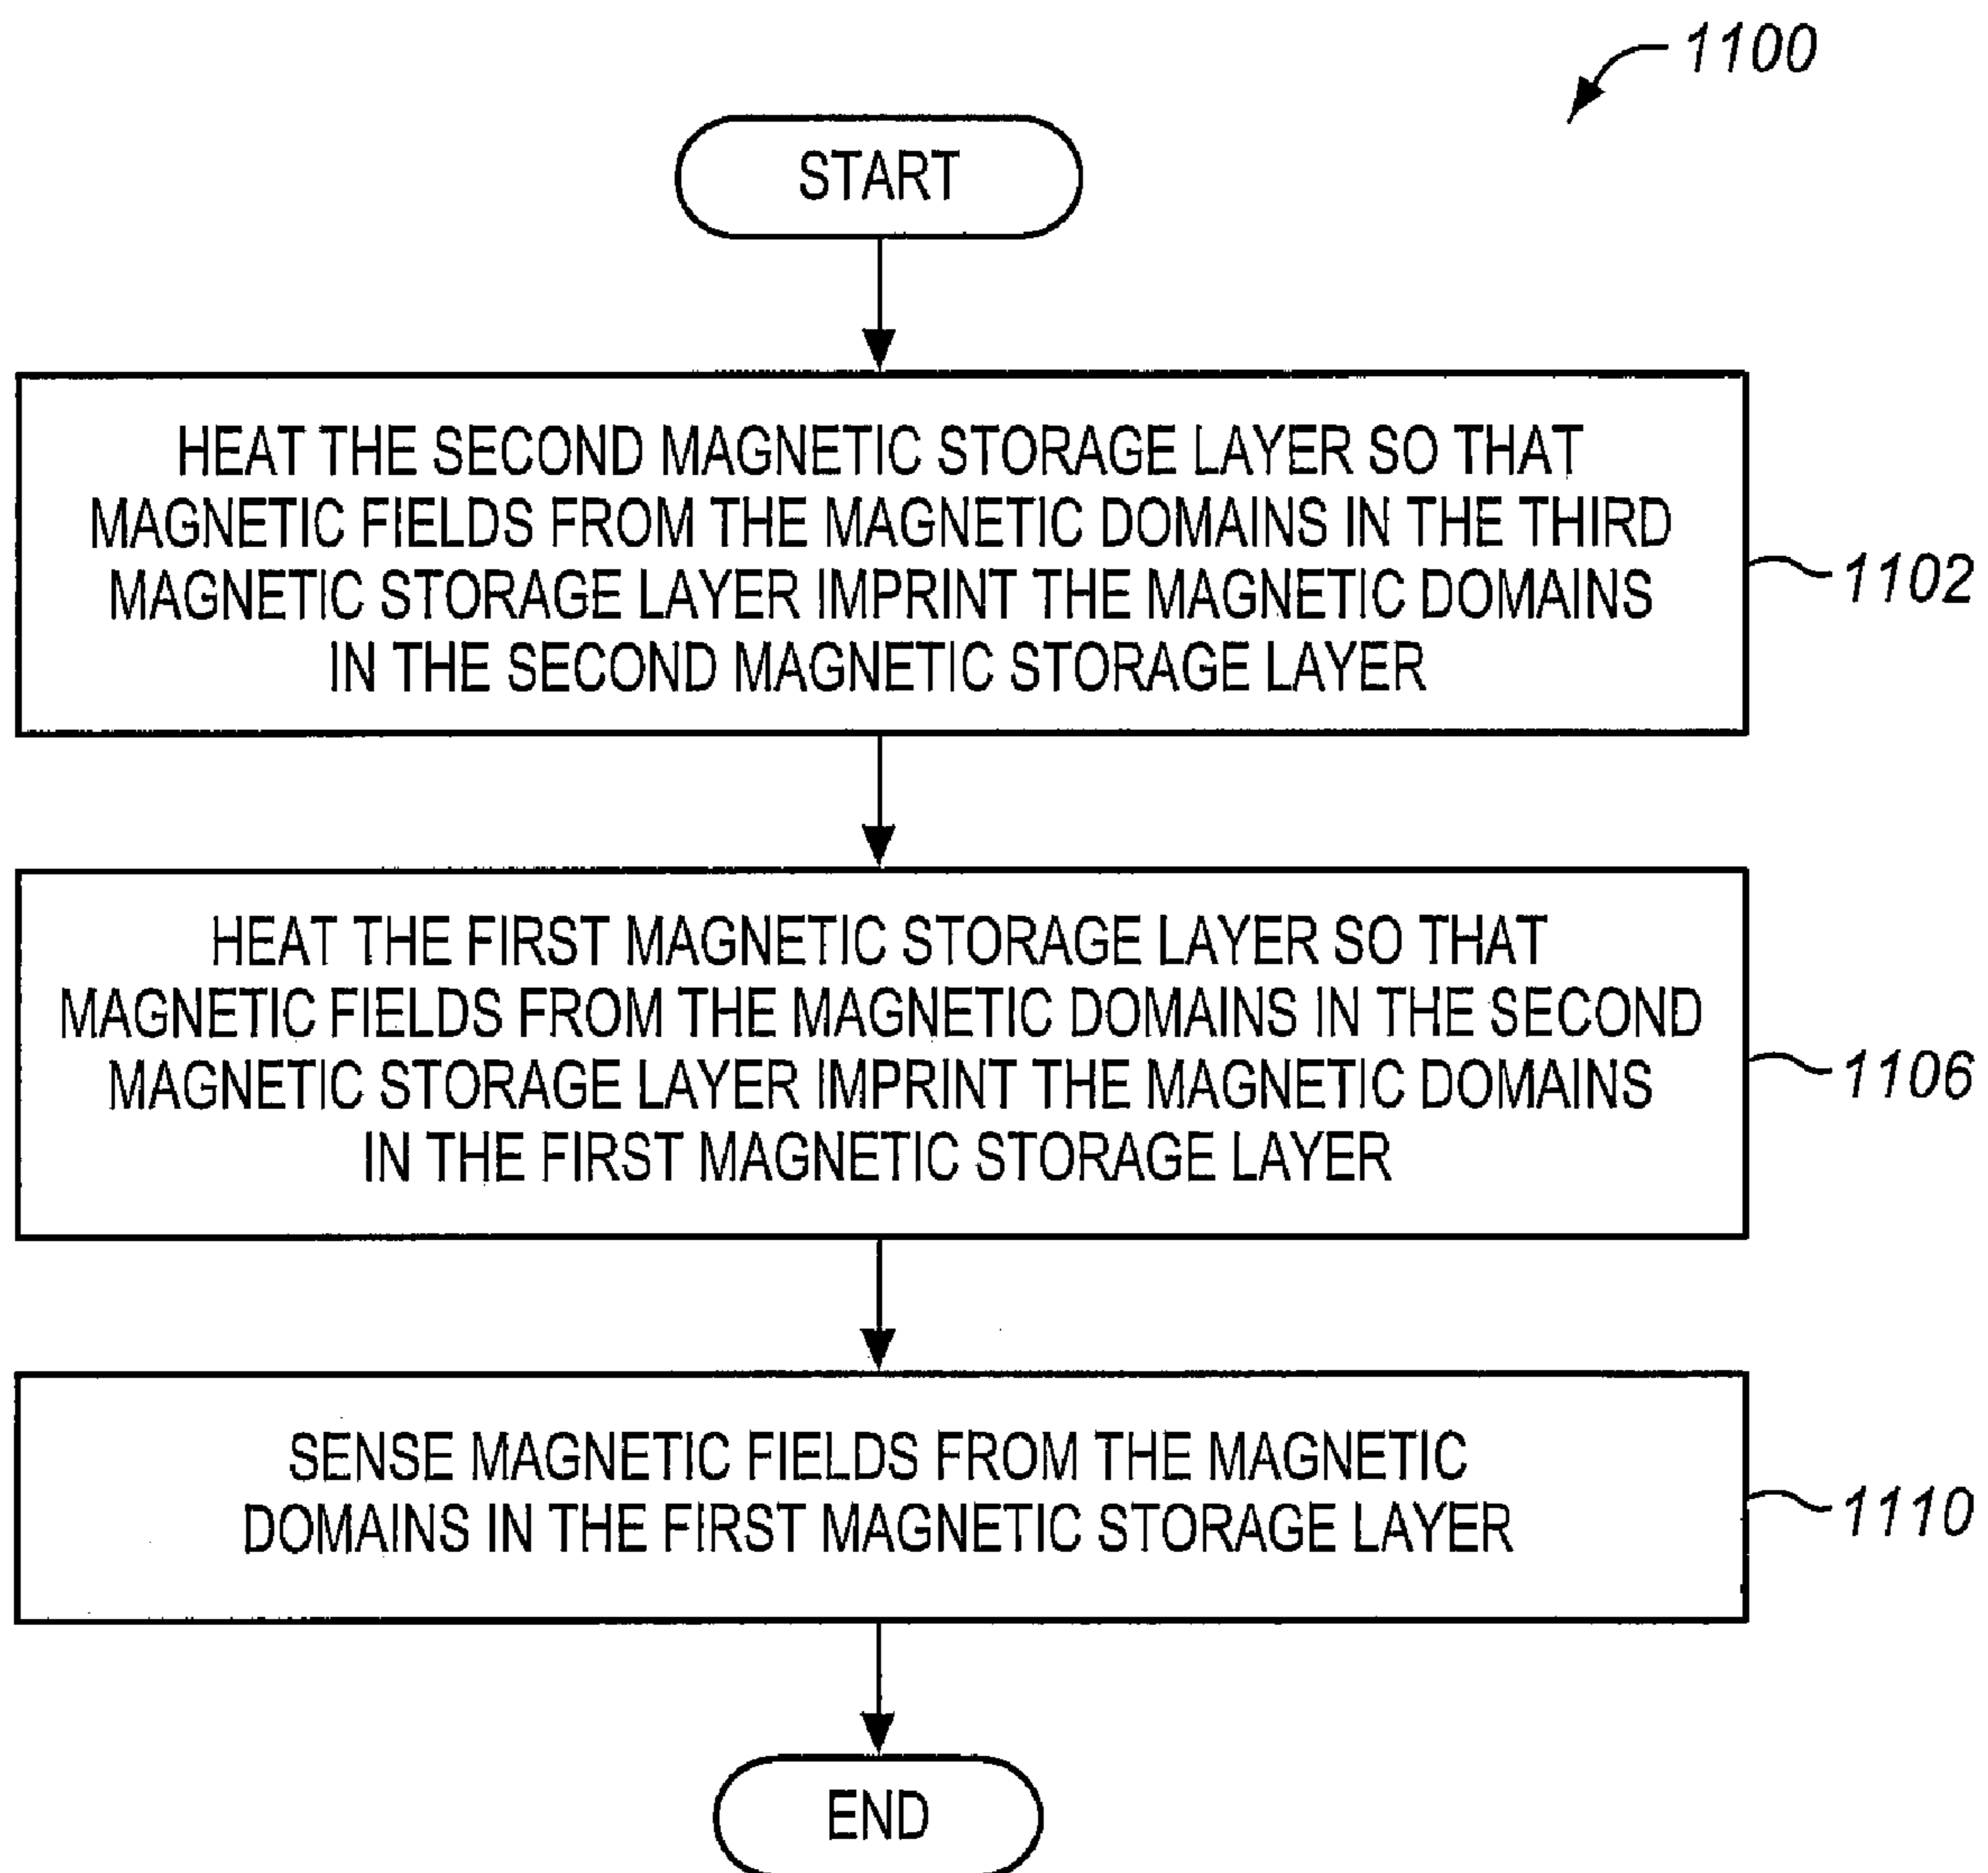 1100
START
HEAT THE SECOND MAGNETIC STORAGE LAYER SO THAT
MAGNETIC FIELDS FROM THE MAGNETIC DOMAINS IN THE THIRD
MAGNETIC STORAGE LAYER IMPRINT THE MAGNETIC DOMAINS
IN THE SECOND MAGNETIC STORAGE LAYER
1102
HEAT THE FIRST MAGNETIC STORAGE LAYER SO THAT
MAGNETIC FIELDS FROM THE MAGNETIC DOMAINS IN THE SECOND
MAGNETIC STORAGE LAYER IMPRINT THE MAGNETIC DOMAINS
IN THE FIRST MAGNETIC STORAGE LAYER
1106
SENSE MAGNETIC FIELDS FROM THE MAGNETIC
DOMAINS IN THE FIRST MAGNETIC STORAGE LAYER
1110
END